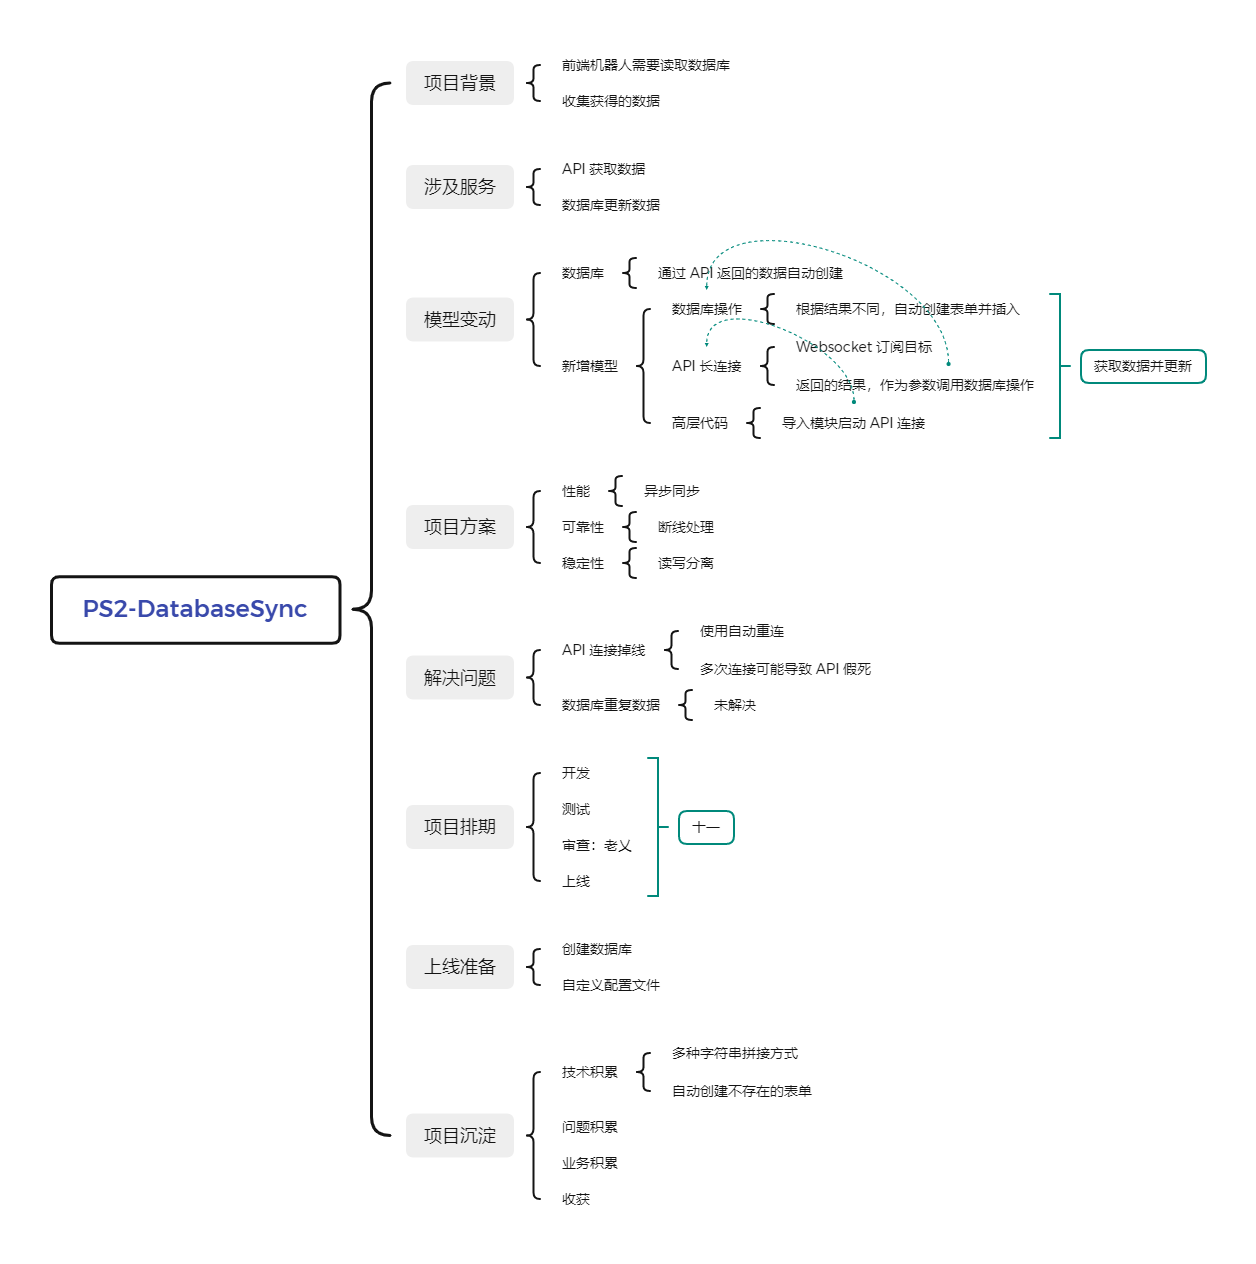 PS2-DatabaseSync
项目背景
前端机器人需要读取数据库
收集获得的数据
涉及服务
API 获取数据
数据库更新数据
模型变动
数据库
通过 API 返回的数据自动创建
新增模型
数据库操作
根据结果不同，自动创建表单并插入
API 长连接
Websocket 订阅目标
返回的结果，作为参数调用数据库操作
高层代码
导入模块启动 API 连接
获取数据并更新
项目方案
性能
异步同步
可靠性
断线处理
稳定性
读写分离
解决问题
API 连接掉线
使用自动重连
多次连接可能导致 API 假死
数据库重复数据
未解决
项目排期
开发
测试
审查：老乂
上线
十一
上线准备
创建数据库
自定义配置文件
项目沉淀
技术积累
多种字符串拼接方式
自动创建不存在的表单
问题积累
业务积累
收获